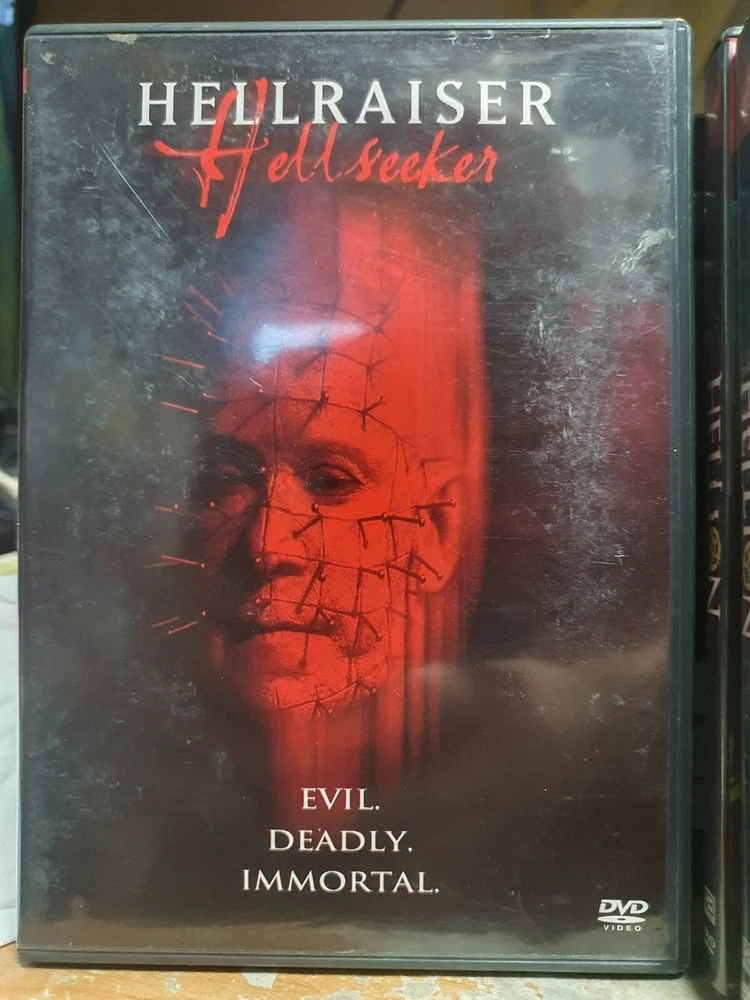 HELLRAISER
Hellseeker
EVIL.
DEADLY.
IMMORTAL.
DVD
VIDEO